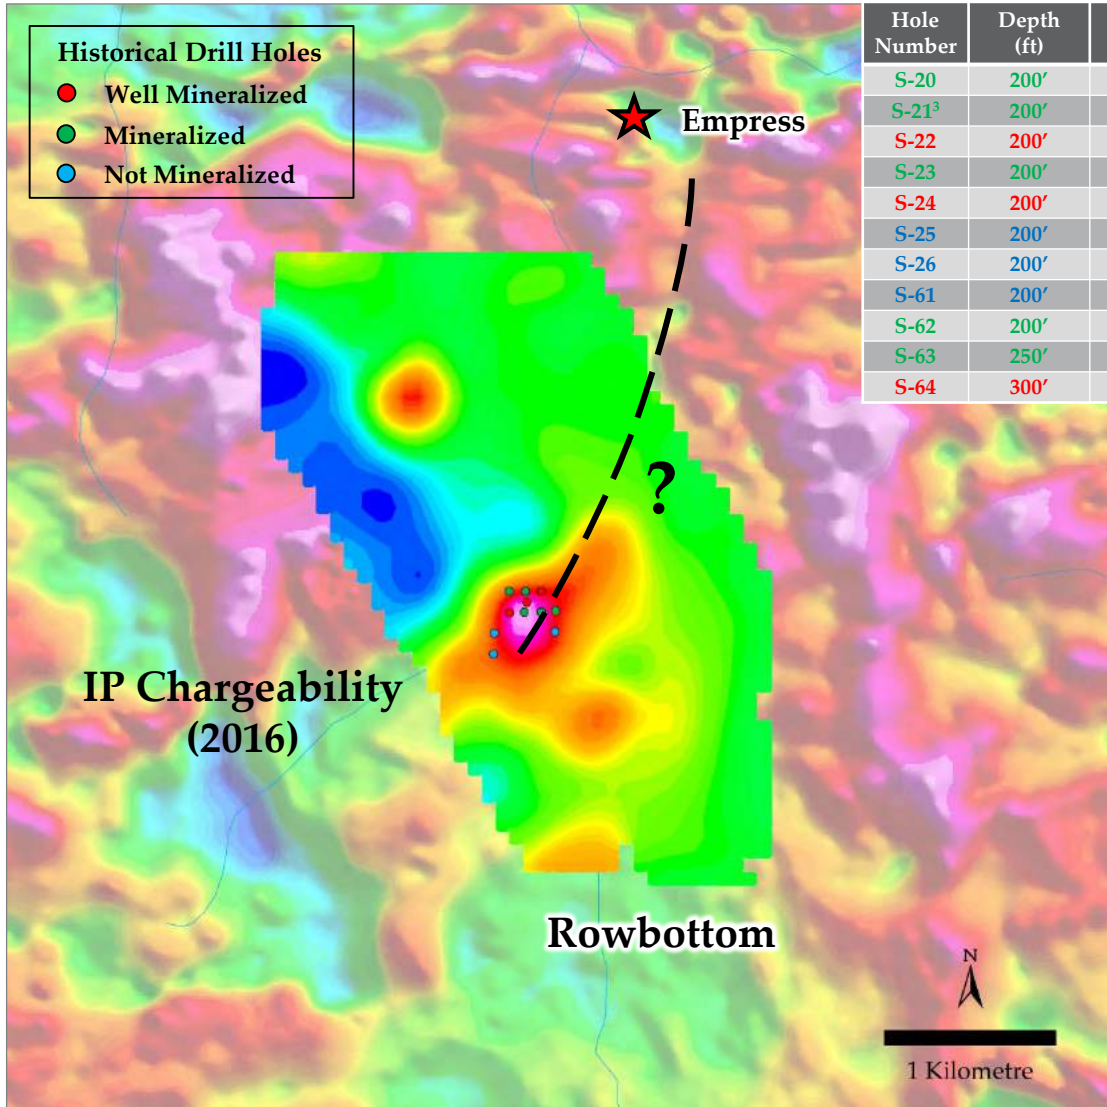 Historical Drill Holes
Well Mineralized
Mineralized
Not Mineralized
Empress
Hole Number Depth (ft)
S-20 200′
S-21³ 200′
S-22 200′
S-23 200′
S-24 200′
S-25 200′
S-26 200′
S-61 200′
S-62 200′
S-63 250′
S-64 300′
?
IP Chargeability
(2016)
Rowbottom
N
1 Kilometre